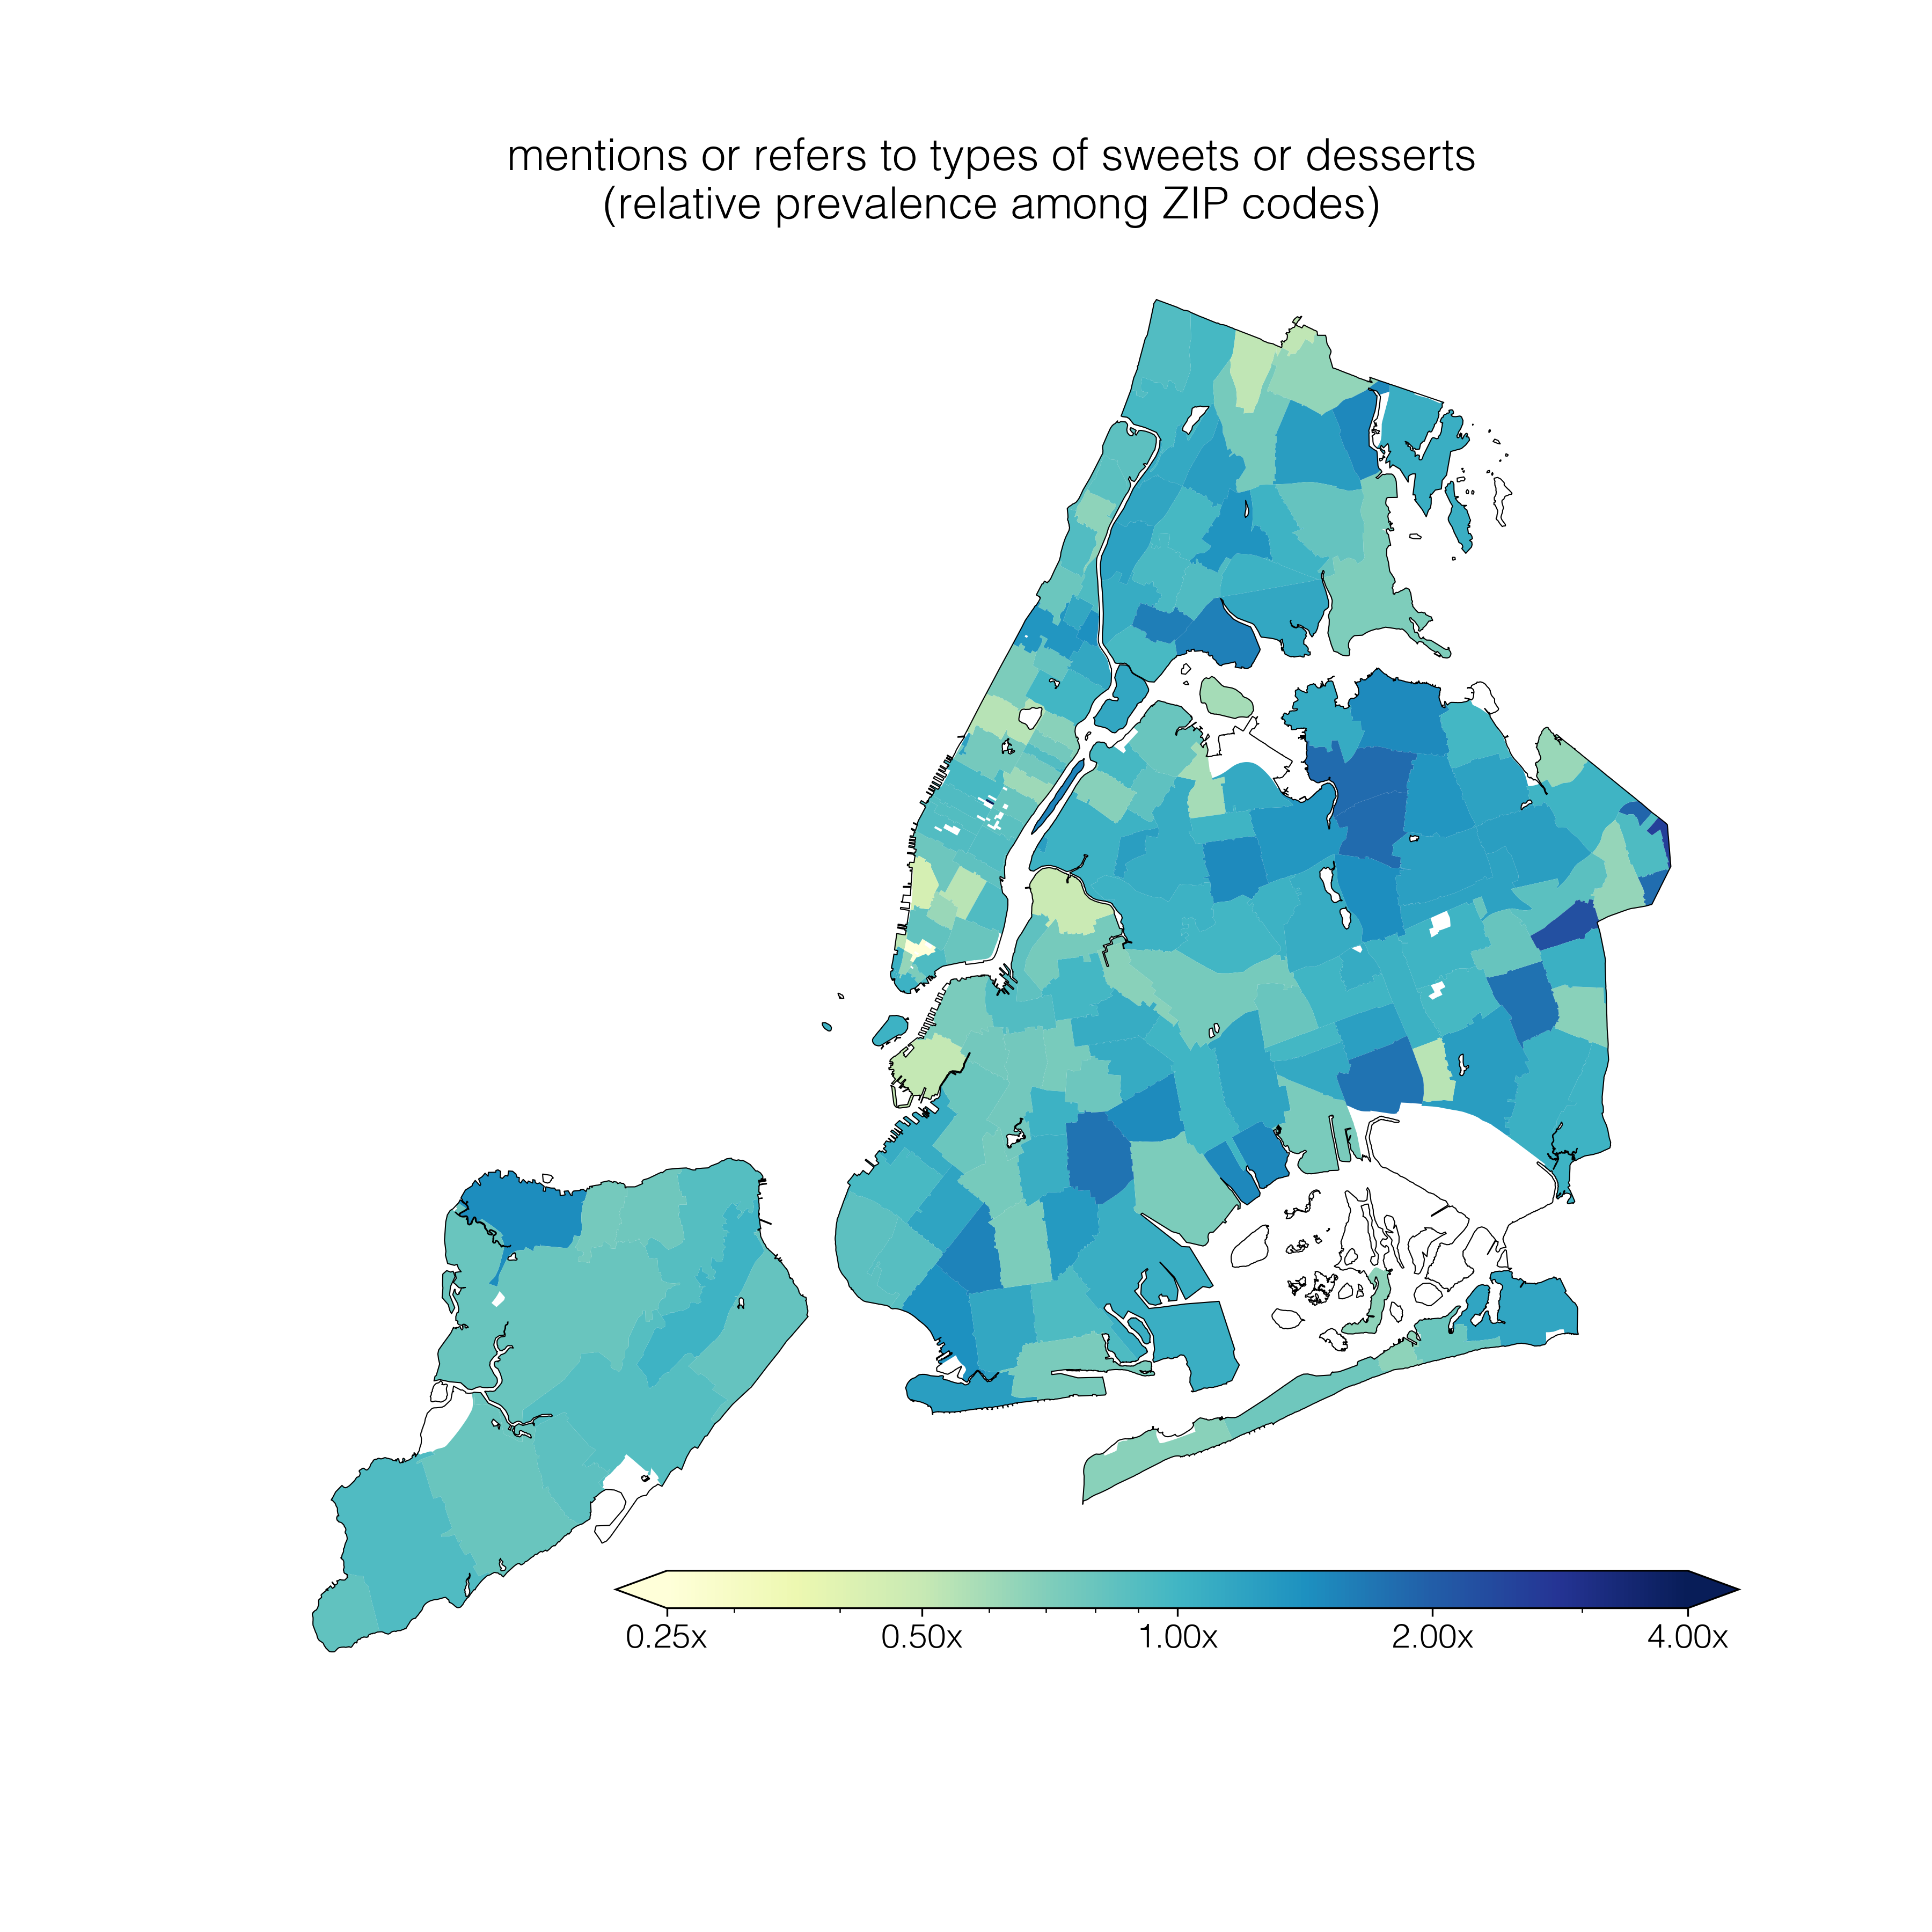 mentions or refers to types of sweets or desserts
(relative prevalence among ZIP codes)
0.25x 0.50x 1.00x 2.00x 4.00x